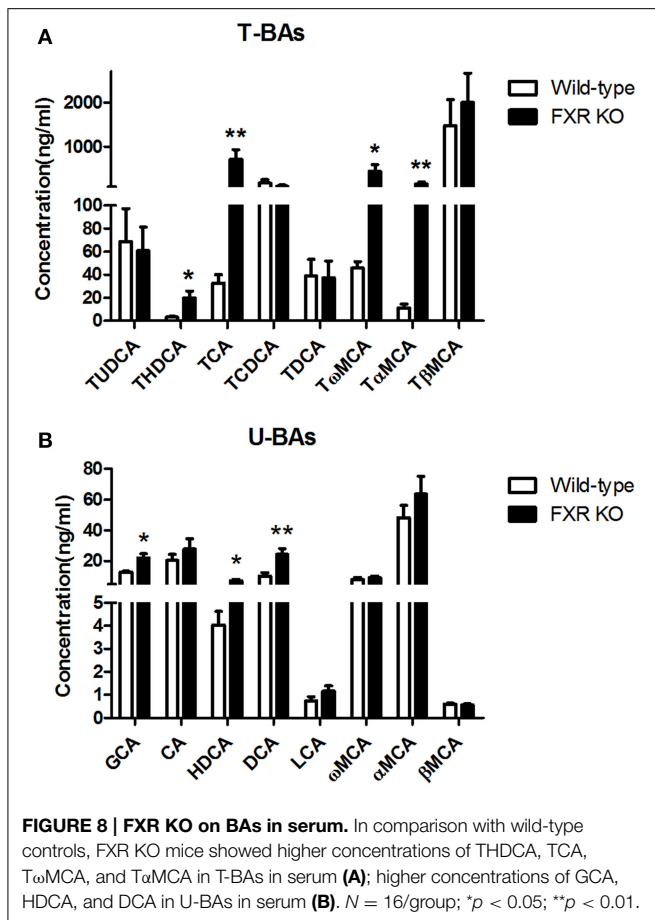 A
T-BAs
Wild-type
FXR KO
Concentration(ng/ml)
2000
1000
100
80
60
40
20
0
*
**
*
**
TUDCA
THDCA
TCA
TCDCA
TDCA
TωMCA
TαMCA
TβMCA
B
U-BAs
Wild-type
FXR KO
Concentration(ng/ml)
80
60
40
20
5
4
3
2
1
0
*
*
**
GCA
CA
HDCA
DCA
LCA
ωMCA
αMCA
βMCA
FIGURE 8 | FXR KO on BAs in serum. In comparison with wild-type
controls, FXR KO mice showed higher concentrations of THDCA, TCA,
TωMCA, and TαMCA in T-BAs in serum (A); higher concentrations of GCA,
HDCA, and DCA in U-BAs in serum (B). N = 16/group; *p < 0.05; **p < 0.01.